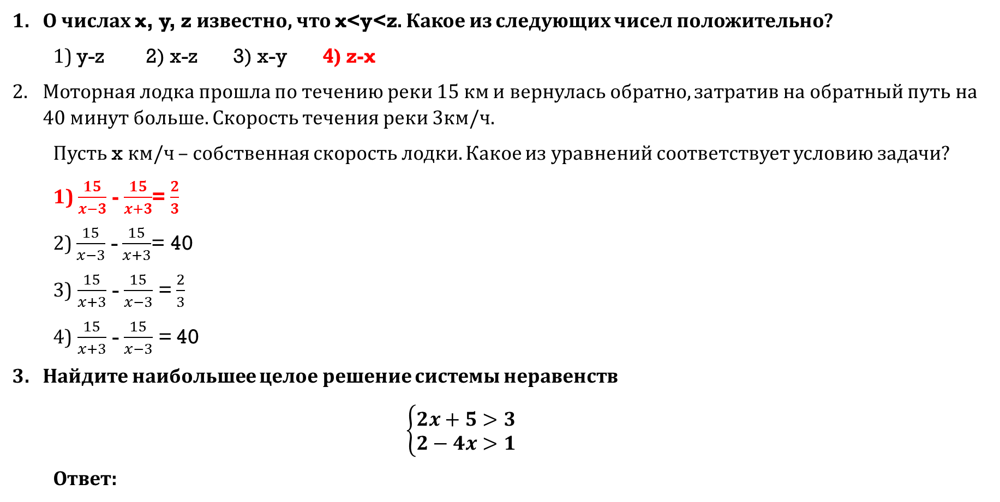 1. О числах x, y, z известно, что x<y<z. Какое из следующих чисел положительно?
1) y-z 2) x-z 3) x-y 4) z-x
2. Моторная лодка прошла по течению реки 15 км и вернулась обратно, затратив на обратный путь на
40 минут больше. Скорость течения реки 3км/ч.
Пусть x км/ч – собственная скорость лодки. Какое из уравнений соответствует условию задачи?
1) \frac{15}{x−3} - \frac{15}{x+3}= \frac{2}{3}
2) \frac{15}{x−3} - \frac{15}{x+3}= 40
3) \frac{15}{x+3} - \frac{15}{x−3} = \frac{2}{3}
4) \frac{15}{x+3} - \frac{15}{x−3} = 40
3. Найдите наибольшее целое решение системы неравенств
{2x + 5 > 3
2 − 4x > 1
Ответ: